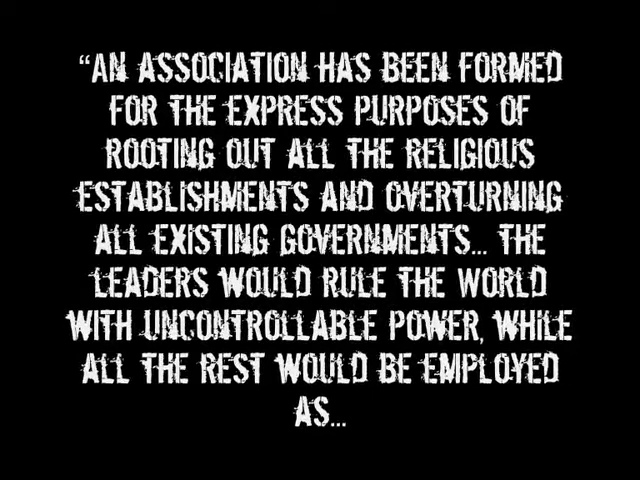 “AN ASSOCIATION HAS BEEN FORMED
FOR THE EXPRESS PURPOSES OF
ROOTING OUT ALL THE RELIGIOUS
ESTABLISHMENTS AND OVERTURNING
ALL EXISTING GOVERNMENTS... THE
LEADERS WOULD RULE THE WORLD
WITH UNCONTROLLABLE POWER, WHILE
ALL THE REST WOULD BE EMPLOYED
AS...